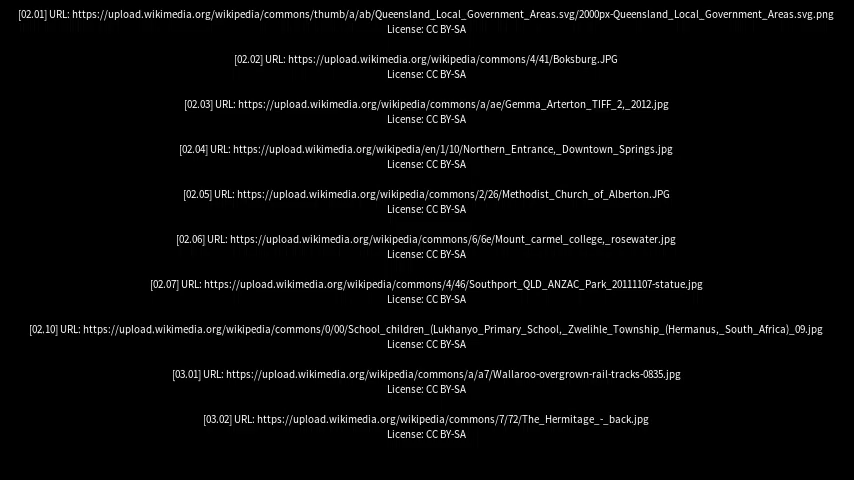 [02.01] URL: https://upload.wikimedia.org/wikipedia/commons/thumb/a/ab/Queensland_Local_Government_Areas.svg/2000px-Queensland_Local_Government_Areas.svg.png
License: CC BY-SA
[02.02] URL: https://upload.wikimedia.org/wikipedia/commons/4/41/Boksburg.JPG
License: CC BY-SA
[02.03] URL: https://upload.wikimedia.org/wikipedia/commons/a/ae/Gemma_Arterton_TIFF_2,_2012.jpg
License: CC BY-SA
[02.04] URL: https://upload.wikimedia.org/wikipedia/en/1/10/Northern_Entrance,_Downtown_Springs.jpg
License: CC BY-SA
[02.05] URL: https://upload.wikimedia.org/wikipedia/commons/2/26/Methodist_Church_of_Alberton.JPG
License: CC BY-SA
[02.06] URL: https://upload.wikimedia.org/wikipedia/commons/6/6e/Mount_carmel_college,_rosewater.jpg
License: CC BY-SA
[02.07] URL: https://upload.wikimedia.org/wikipedia/commons/4/46/Southport_QLD_ANZAC_Park_20111107-statue.jpg
License: CC BY-SA
[02.10] URL: https://upload.wikimedia.org/wikipedia/commons/0/00/School_children_(Lukhanyo_Primary_School,_Zwelihle_Township_(Hermanus,_South_Africa)_09.jpg
License: CC BY-SA
[03.01] URL: https://upload.wikimedia.org/wikipedia/commons/a/a7/Wallaroo-overgrown-rail-tracks-0835.jpg
License: CC BY-SA
[03.02] URL: https://upload.wikimedia.org/wikipedia/commons/7/72/The_Hermitage_-_back.jpg
License: CC BY-SA